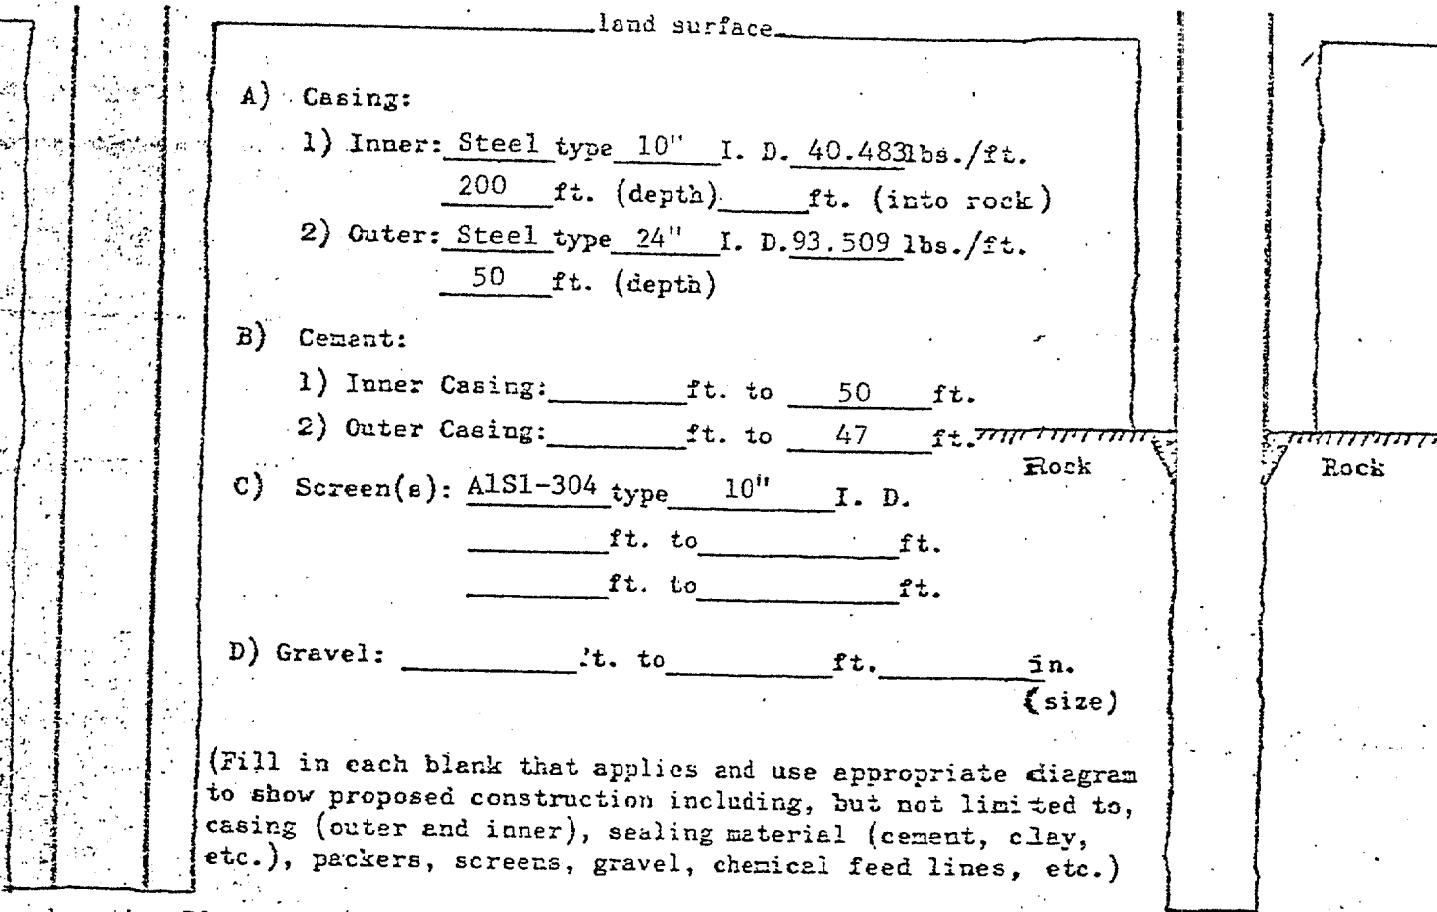 land surface
A) Casing:
1) Inner: Steel type 10" I. D. 40.483lbs./ft.
200 ft. (depth) ft. (into rock)
2) Outer: Steel type 24" I. D. 93.509 lbs./ft.
50 ft. (depth)
B) Cement:
1) Inner Casing: ft. to 50 ft.
2) Outer Casing: ft. to 47 ft.
Rock Rock
C) Screen(s): A1S1-304 type 10" I. D.
ft. to ft.
ft. to ft.
D) Gravel: ft. to ft. in.
(size)
(Fill in each blank that applies and use appropriate diagram
to show proposed construction including, but not limited to,
casing (outer and inner), sealing material (cement, clay,
etc.), packers, screens, gravel, chemical feed lines, etc.)